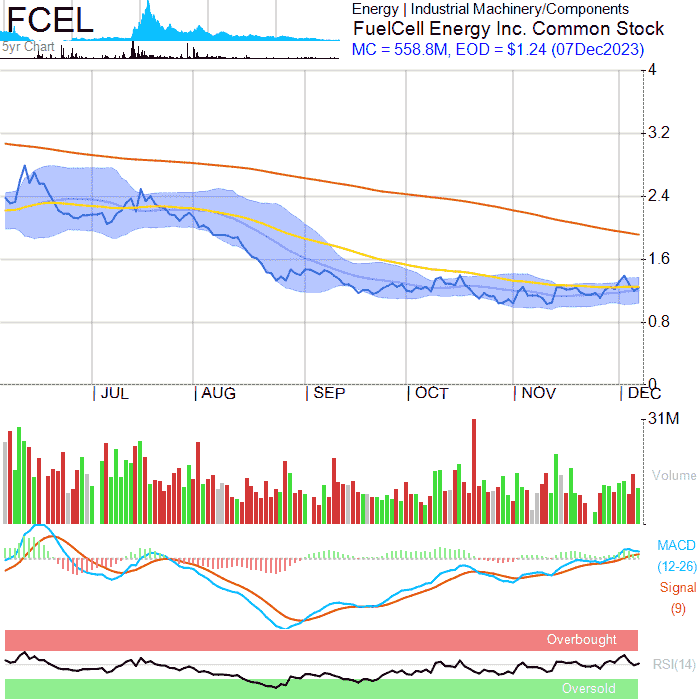 FCEL
5yr Chart
Energy | Industrial Machinery/Components
FuelCell Energy Inc. Common Stock
MC = 558.8M, EOD = $1.24 (07Dec2023)
4
3.2
2.4
1.6
0.8
0
JUL AUG SEP OCT NOV DEC
31M
Volume
MACD
(12-26)
Signal
(9)
Overbought
RSI(14)
Oversold